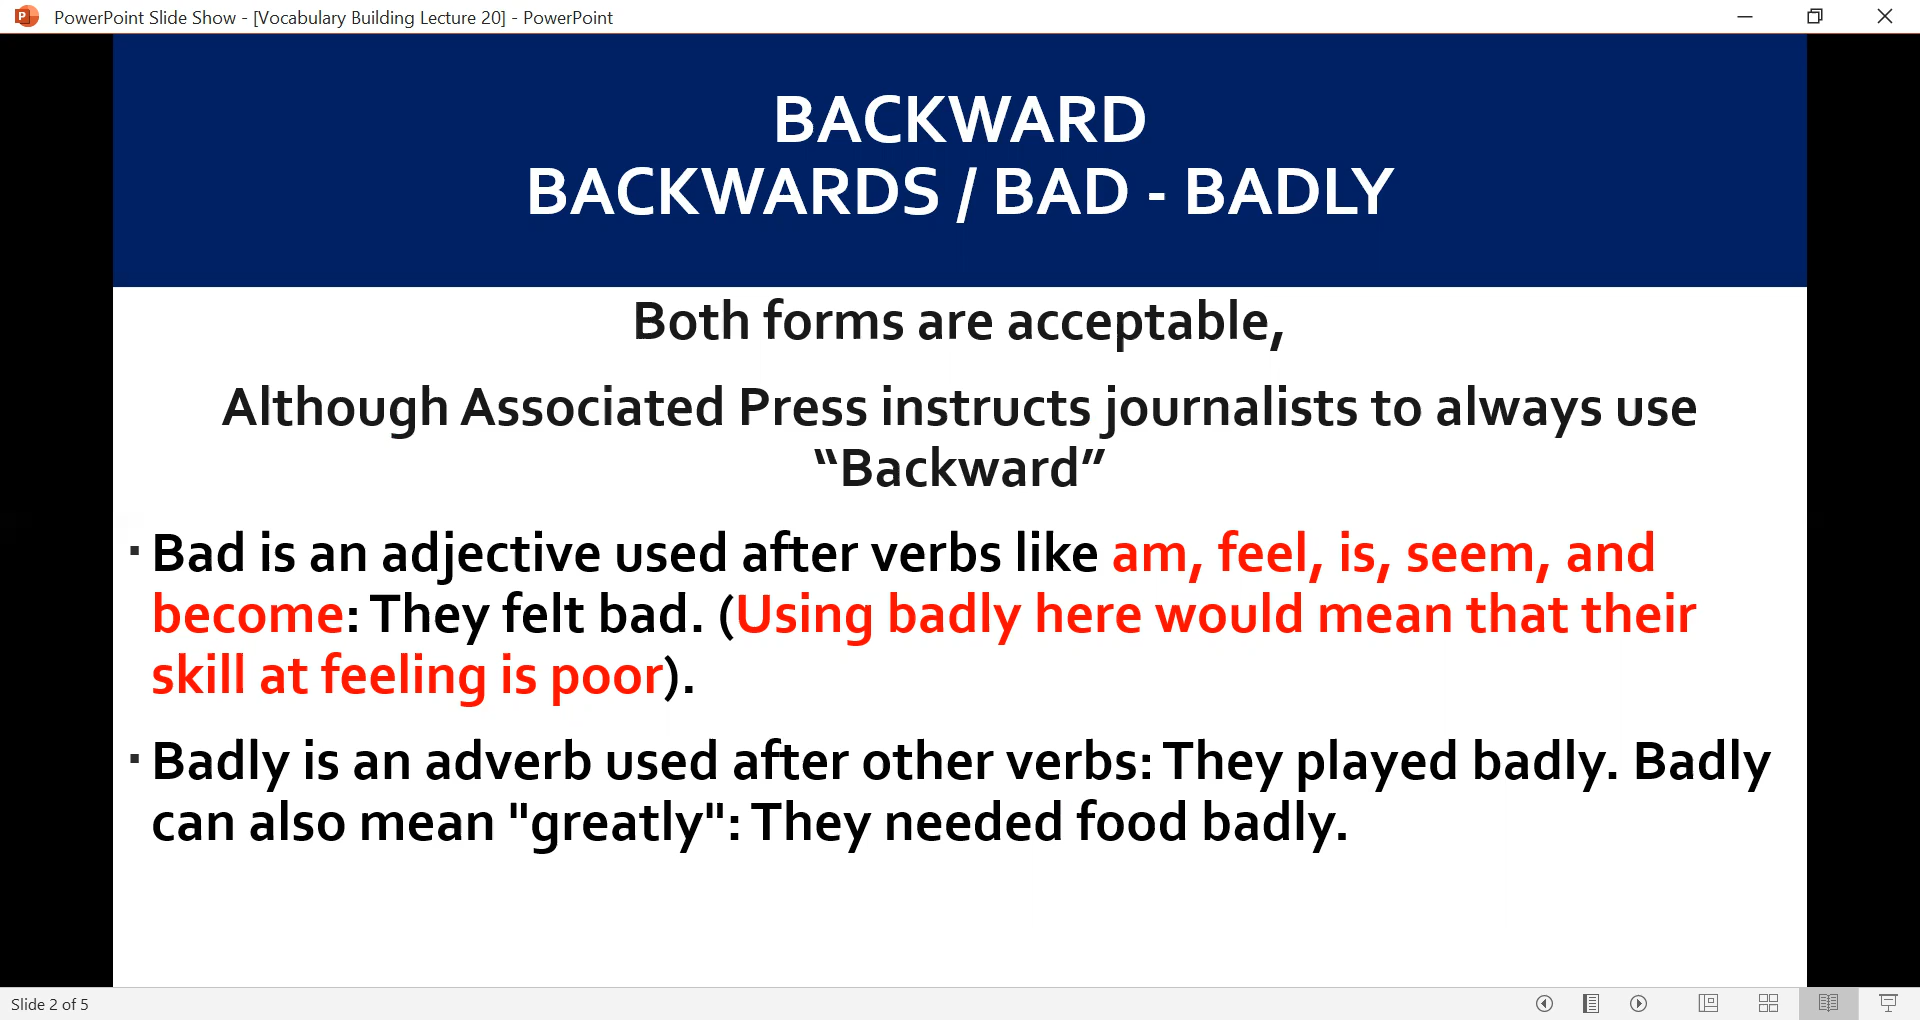 PowerPoint Slide Show - [Vocabulary Building Lecture 20] - PowerPoint
BACKWARD
BACKWARDS / BAD - BADLY
Both forms are acceptable,
Although Associated Press instructs journalists to always use
“Backward”
▪ Bad is an adjective used after verbs like am, feel, is, seem, and
become: They felt bad. (Using badly here would mean that their
skill at feeling is poor).
▪ Badly is an adverb used after other verbs: They played badly. Badly
can also mean "greatly": They needed food badly.
Slide 2 of 5